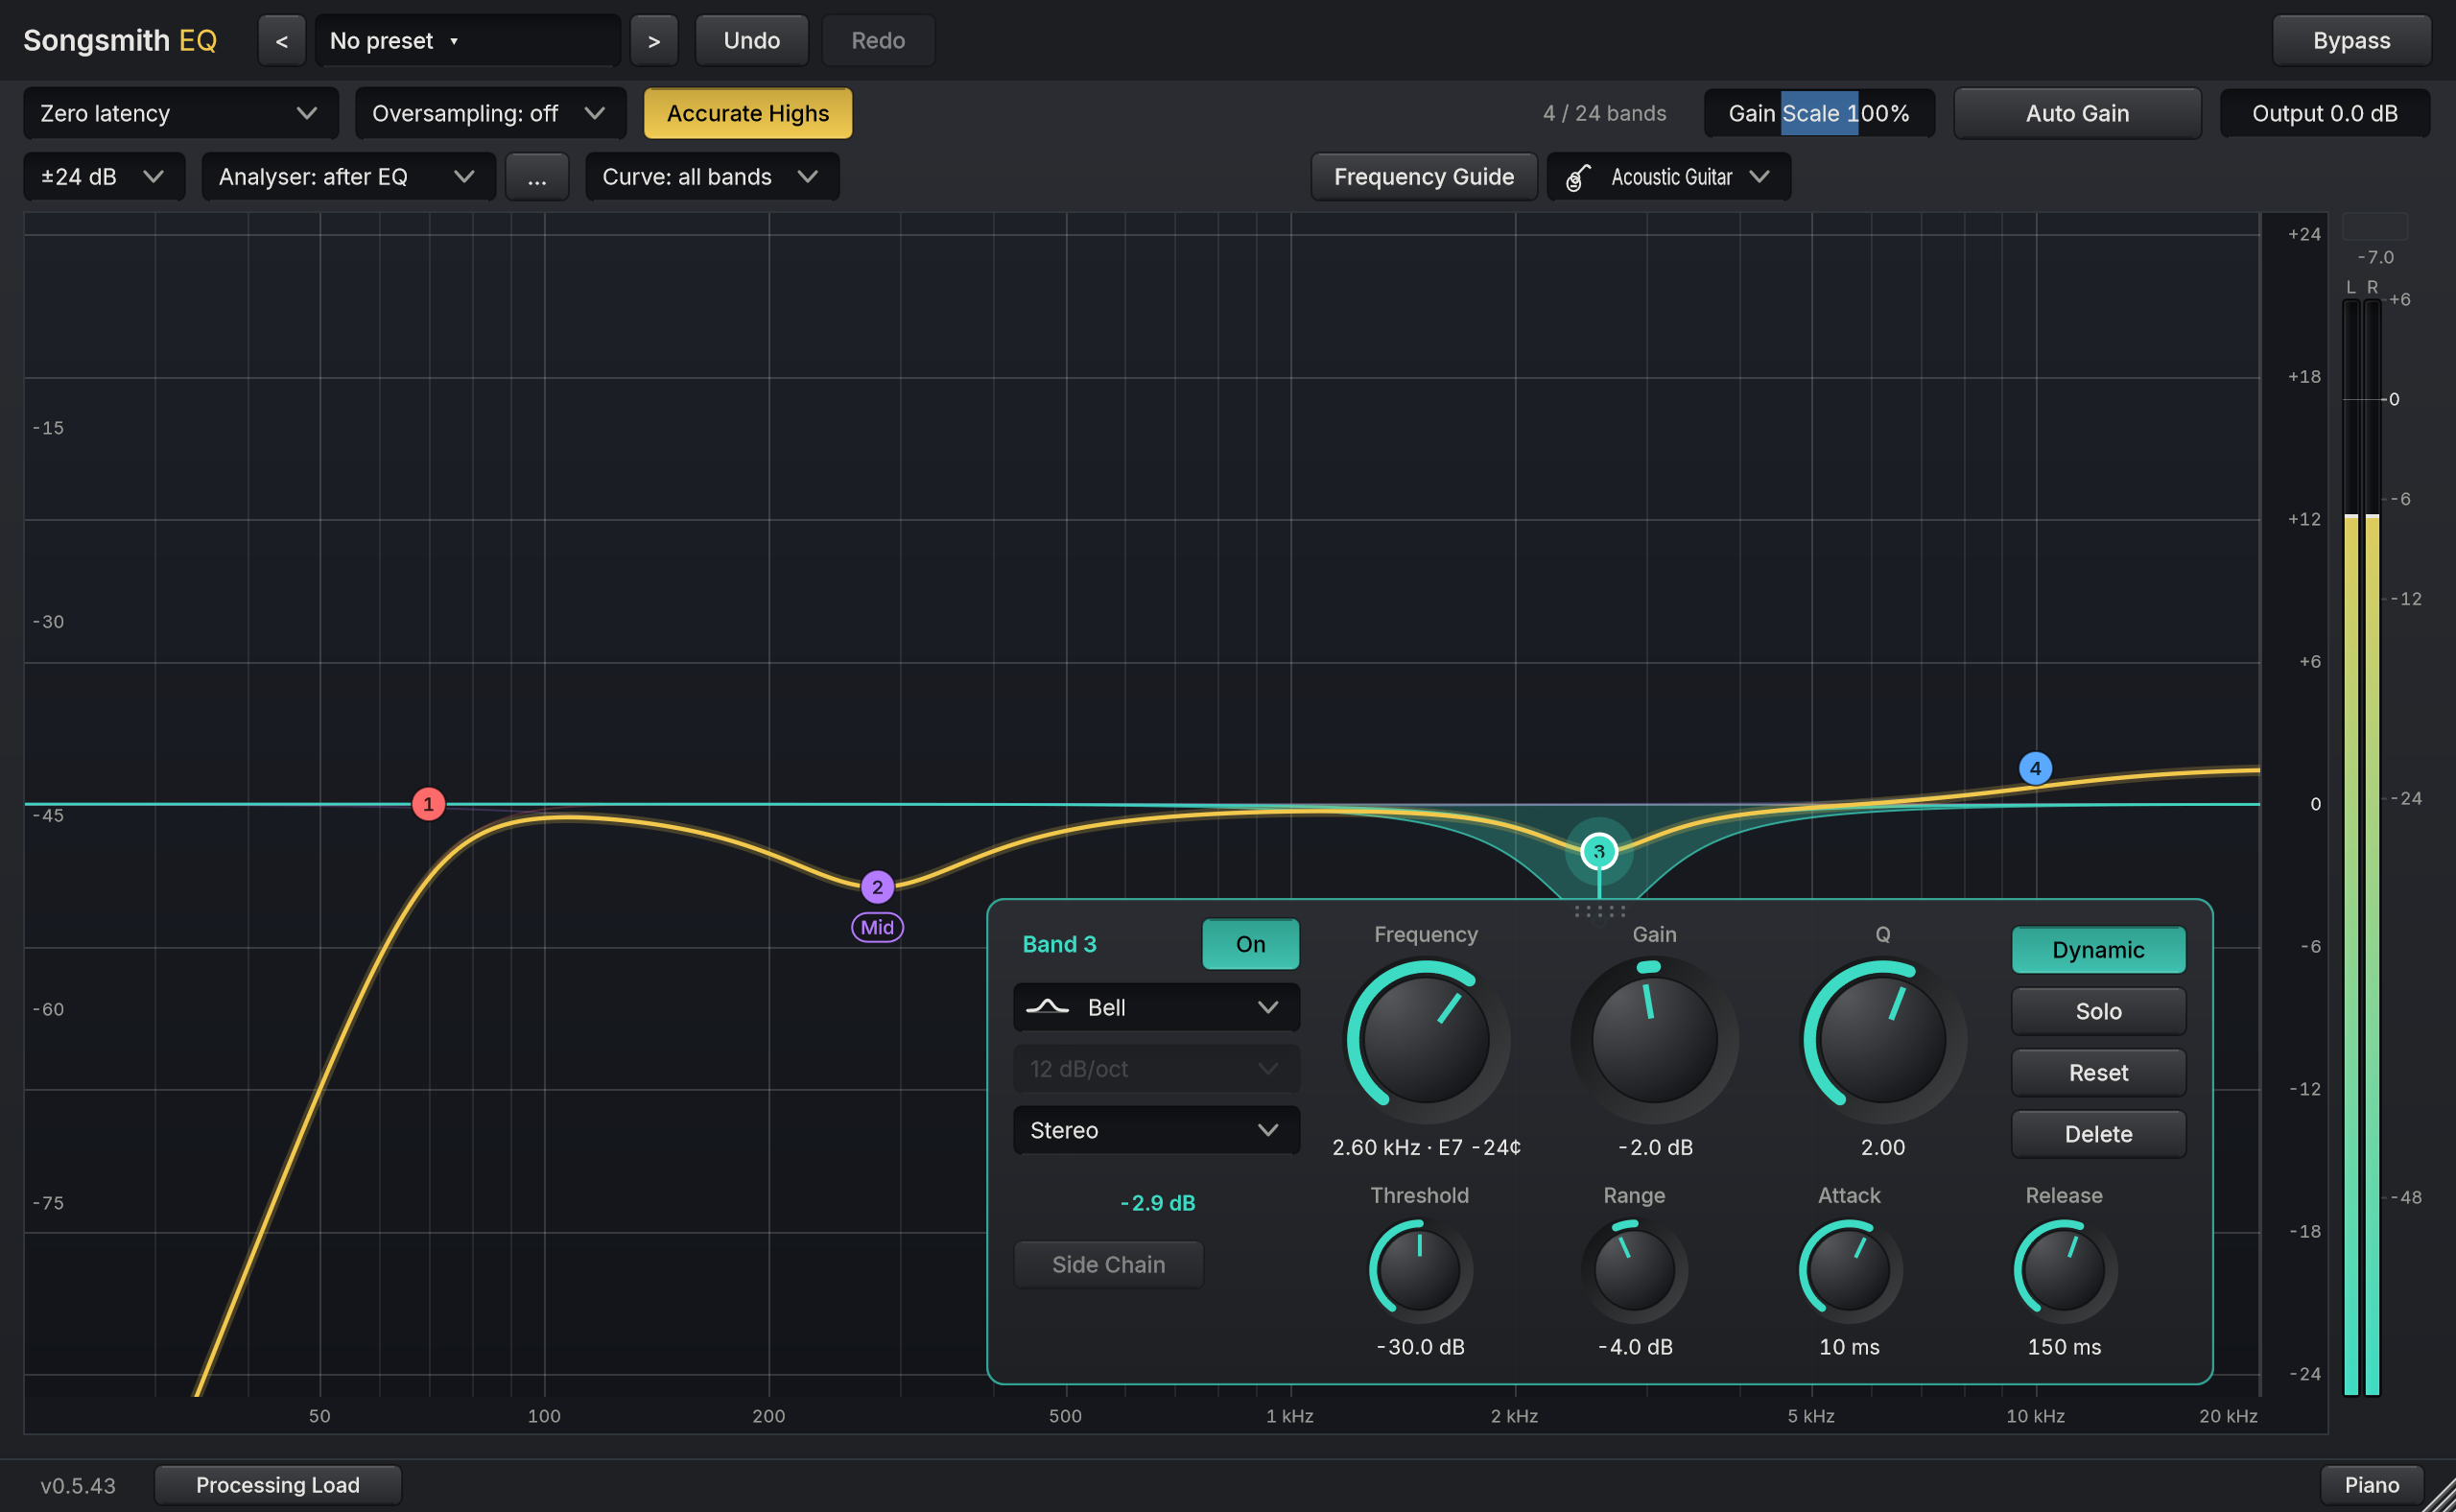 Songsmith EQ
<
No preset
>
Undo
Redo
Bypass
Zero latency
Oversampling: off
Accurate Highs
4 / 24 bands
Gain Scale 100%
Auto Gain
Output 0.0 dB
±24 dB
Analyser: after EQ
...
Curve: all bands
Frequency Guide
Acoustic Guitar
+24
+18
+12
+6
0
-6
-12
-18
-24
-15
-30
-45
-60
-75
-7.0
L R
+6
0
-6
-12
-24
-48
1
2
Mid
3
4
Band 3
On
Bell
12 dB/oct
Stereo
-2.9 dB
Side Chain
Frequency
2.60 kHz · E7 -24¢
Gain
-2.0 dB
Q
2.00
Dynamic
Solo
Reset
Delete
Threshold
-30.0 dB
Range
-4.0 dB
Attack
10 ms
Release
150 ms
50
100
200
500
1 kHz
2 kHz
5 kHz
10 kHz
20 kHz
v0.5.43
Processing Load
Piano